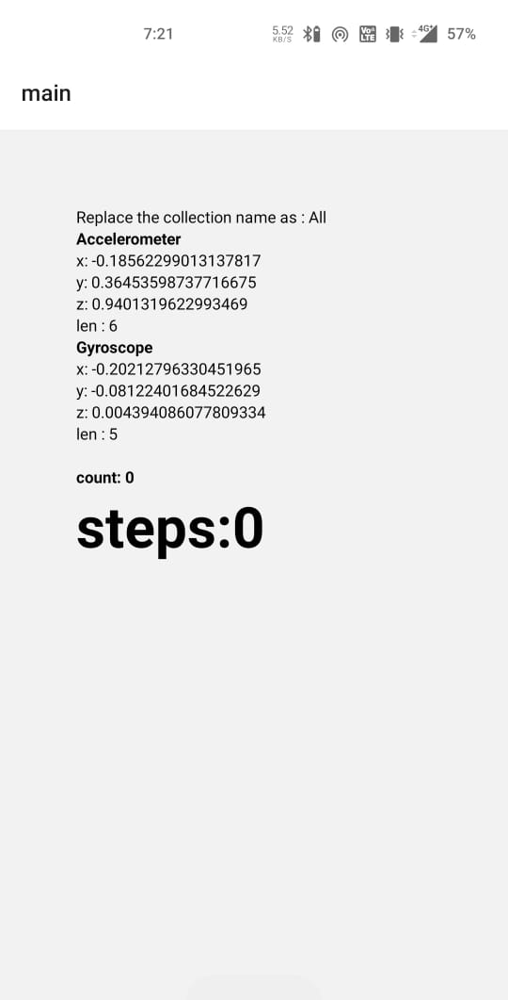 7:21
5.52
KB/S
Vo))
LTE
4G+
57%
main
Replace the collection name as : All
Accelerometer
x: -0.18562299013137817
y: 0.36453598737716675
z: 0.9401319622993469
len : 6
Gyroscope
x: -0.20212796330451965
y: -0.08122401684522629
z: 0.004394086077809334
len : 5
count: 0
steps:0